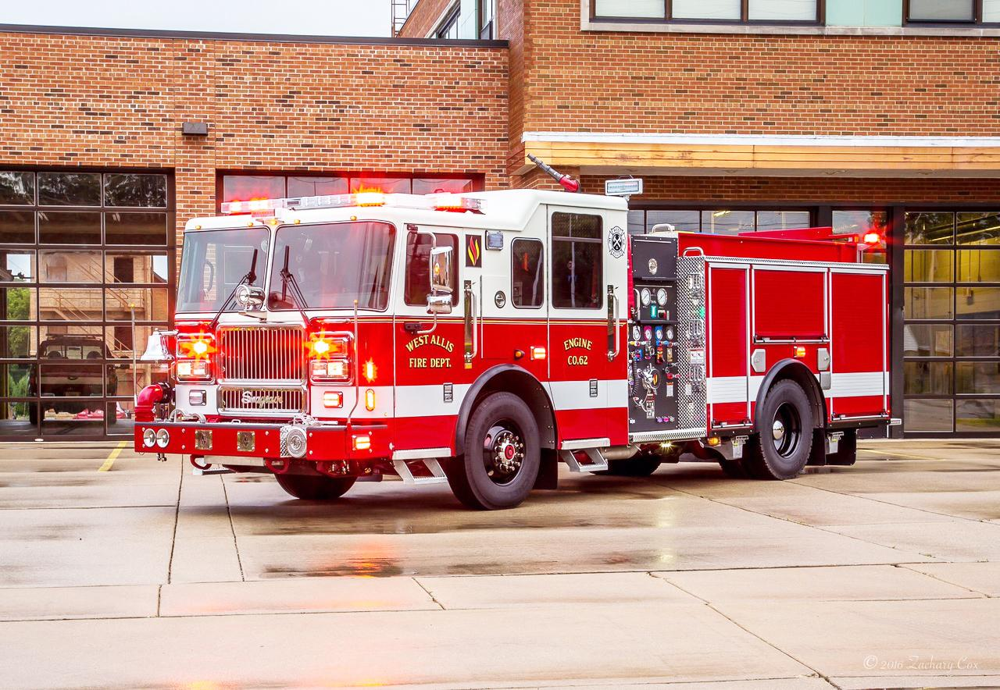 WEST ALLIS
FIRE DEPT.
ENGINE
CO.62
Seagrave
© 2016 Zachary Cox